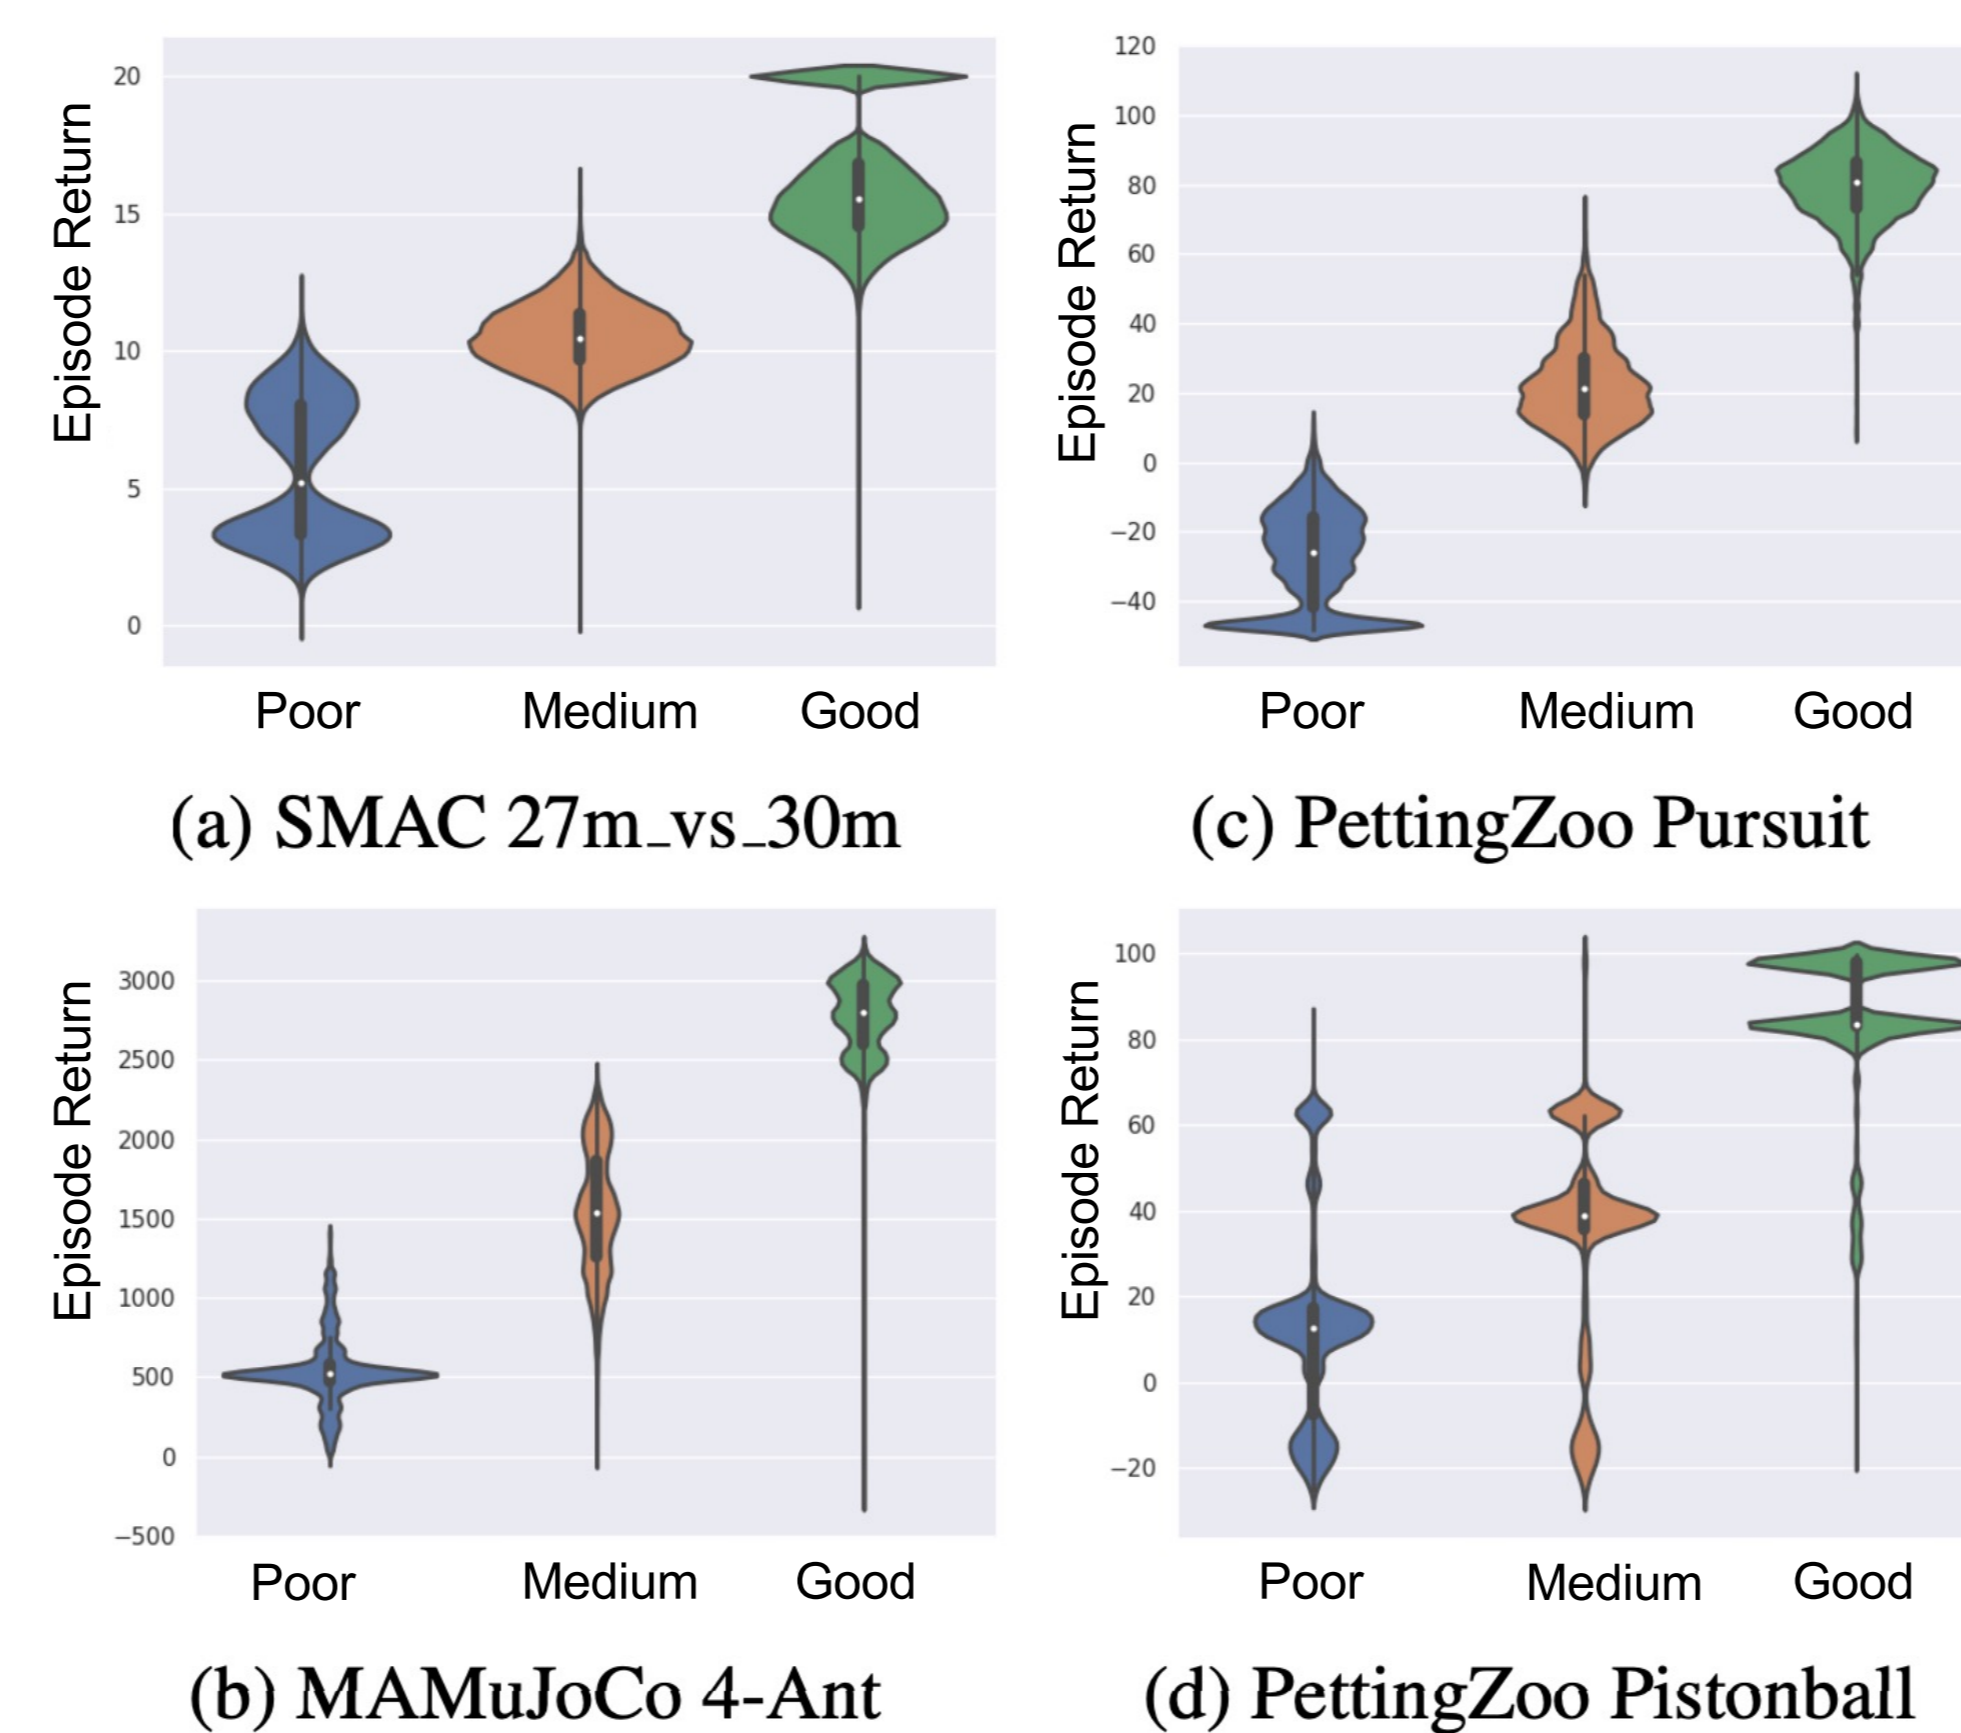 Episode Return
20
15
10
5
0
Poor Medium Good
(a) SMAC 27m_vs_30m
Episode Return
120
100
80
60
40
20
0
−20
−40
Poor Medium Good
(c) PettingZoo Pursuit
Episode Return
3000
2500
2000
1500
1000
500
0
−500
Poor Medium Good
(b) MAMuJoCo 4-Ant
Episode Return
100
80
60
40
20
0
−20
Poor Medium Good
(d) PettingZoo Pistonball